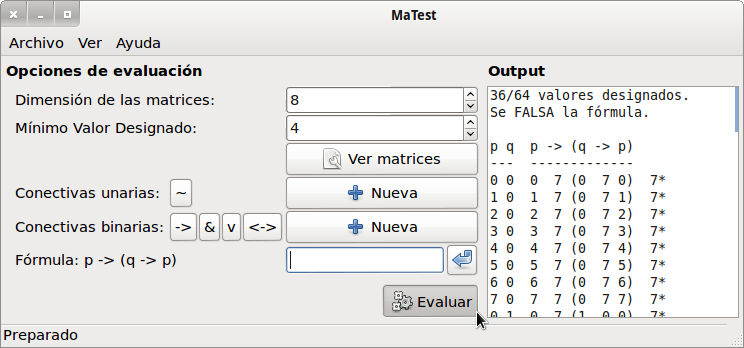 MaTest
Archivo Ver Ayuda
Opciones de evaluación
Dimensión de las matrices: 8
Mínimo Valor Designado: 4
Ver matrices
Conectivas unarias: ~ Nueva
Conectivas binarias: -> & v <-> Nueva
Fórmula: p -> (q -> p)
Evaluar
Output
36/64 valores designados.
Se FALSA la fórmula.
p q  p -> (q -> p)
---  -------------
0 0  0  7 (0  7 0)  7*
1 0  1  7 (0  7 1)  7*
2 0  2  7 (0  7 2)  7*
3 0  3  7 (0  7 3)  7*
4 0  4  7 (0  7 4)  7*
5 0  5  7 (0  7 5)  7*
6 0  6  7 (0  7 6)  7*
7 0  7  7 (0  7 7)  7*
0 1  0  7 (1  0 0)  7*
Preparado